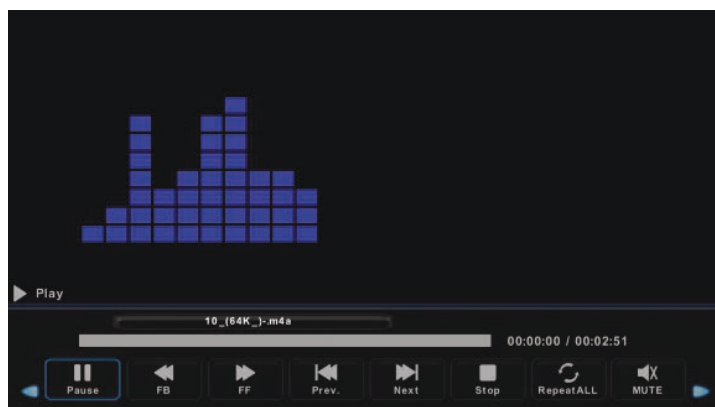 Play
10_(64K_)-.m4a
00:00:00 / 00:02:51
Pause FB FF Prev. Next Stop RepeatALL MUTE